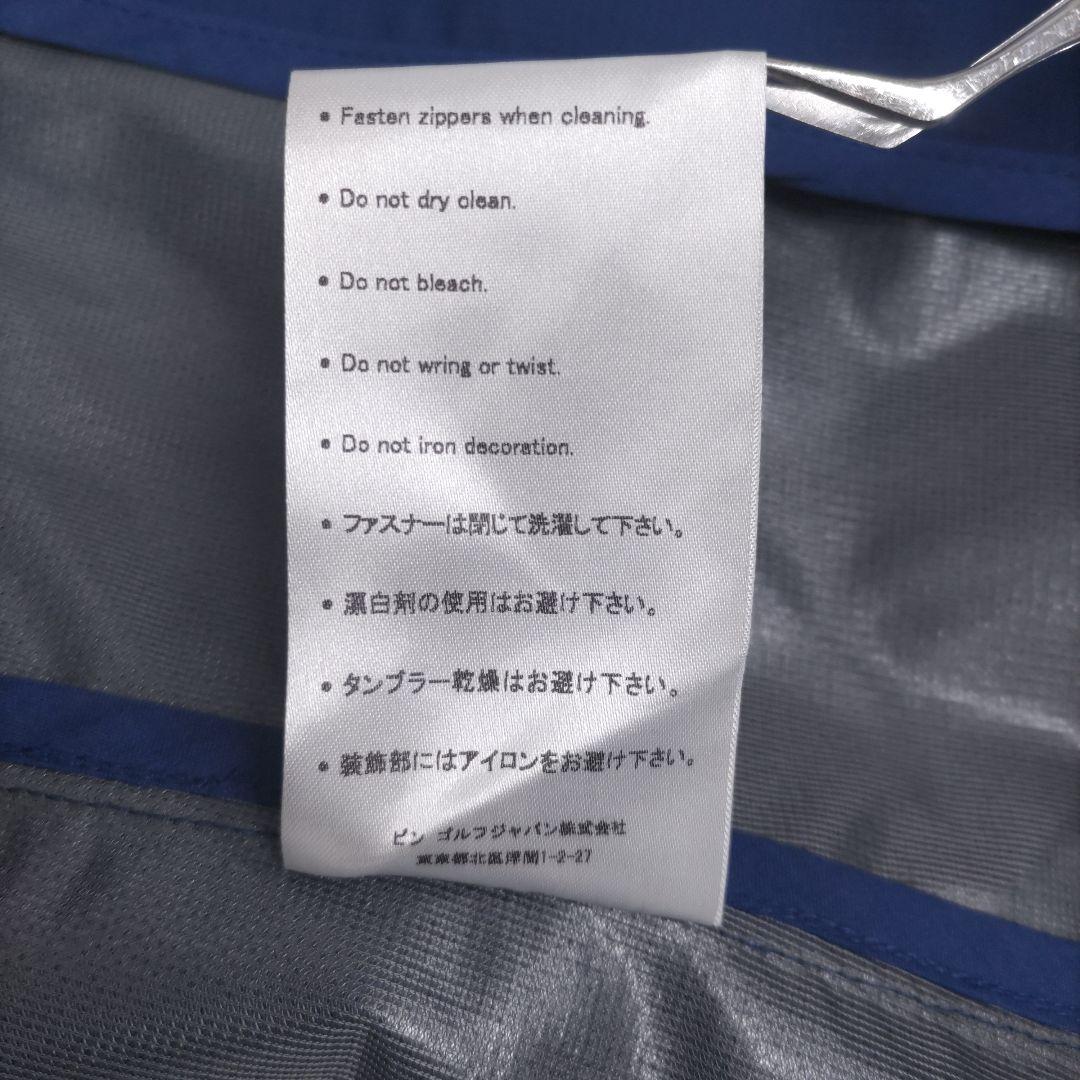 • Fasten zippers when cleaning.
• Do not dry clean.
• Do not bleach.
• Do not wring or twist.
• Do not iron decoration.
• ファスナーは閉じて洗濯して下さい。
• 漂白剤の使用はお避け下さい。
• タンブラー乾燥はお避け下さい。
• 装飾部にはアイロンをお避け下さい。
ピン ゴルフジャパン株式会社
東京都北区浮間1-2-27